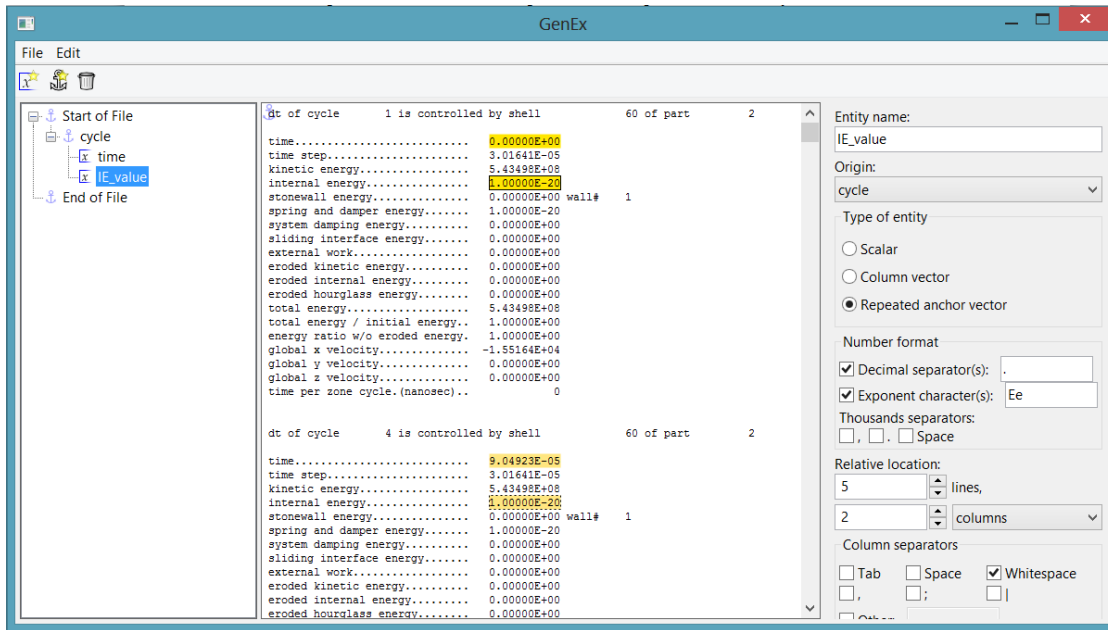 GenEx
File Edit
Start of File
cycle
time
IE_value
End of File
dt of cycle 1 is controlled by shell 60 of part 2
time........................... 0.00000E+00
time step...................... 3.01641E-05
kinetic energy................. 5.43498E+08
internal energy................ 1.00000E-20
stonewall energy............... 0.00000E+00 wall# 1
spring and damper energy....... 1.00000E-20
system damping energy.......... 0.00000E+00
sliding interface energy....... 0.00000E+00
external work.................. 0.00000E+00
eroded kinetic energy.......... 0.00000E+00
eroded internal energy......... 0.00000E+00
eroded hourglass energy........ 0.00000E+00
total energy................... 5.43498E+08
total energy / initial energy.. 1.00000E+00
energy ratio w/o eroded energy. 1.00000E+00
global x velocity.............. -1.55164E+04
global y velocity.............. 0.00000E+00
global z velocity.............. 0.00000E+00
time per zone cycle.(nanosec).. 0
dt of cycle 4 is controlled by shell 60 of part 2
time........................... 9.04923E-05
time step...................... 3.01641E-05
kinetic energy................. 5.43498E+08
internal energy................ 1.00000E-20
stonewall energy............... 0.00000E+00 wall# 1
spring and damper energy....... 1.00000E-20
system damping energy.......... 0.00000E+00
sliding interface energy....... 0.00000E+00
external work.................. 0.00000E+00
eroded kinetic energy.......... 0.00000E+00
eroded internal energy......... 0.00000E+00
eroded hourglass energy........ 0.00000E+00
Entity name:
IE_value
Origin:
cycle
Type of entity
Scalar
Column vector
Repeated anchor vector
Number format
Decimal separator(s): .
Exponent character(s): Ee
Thousands separators:
, . Space
Relative location:
5 lines,
2 columns
Column separators
Tab Space Whitespace
, ; |